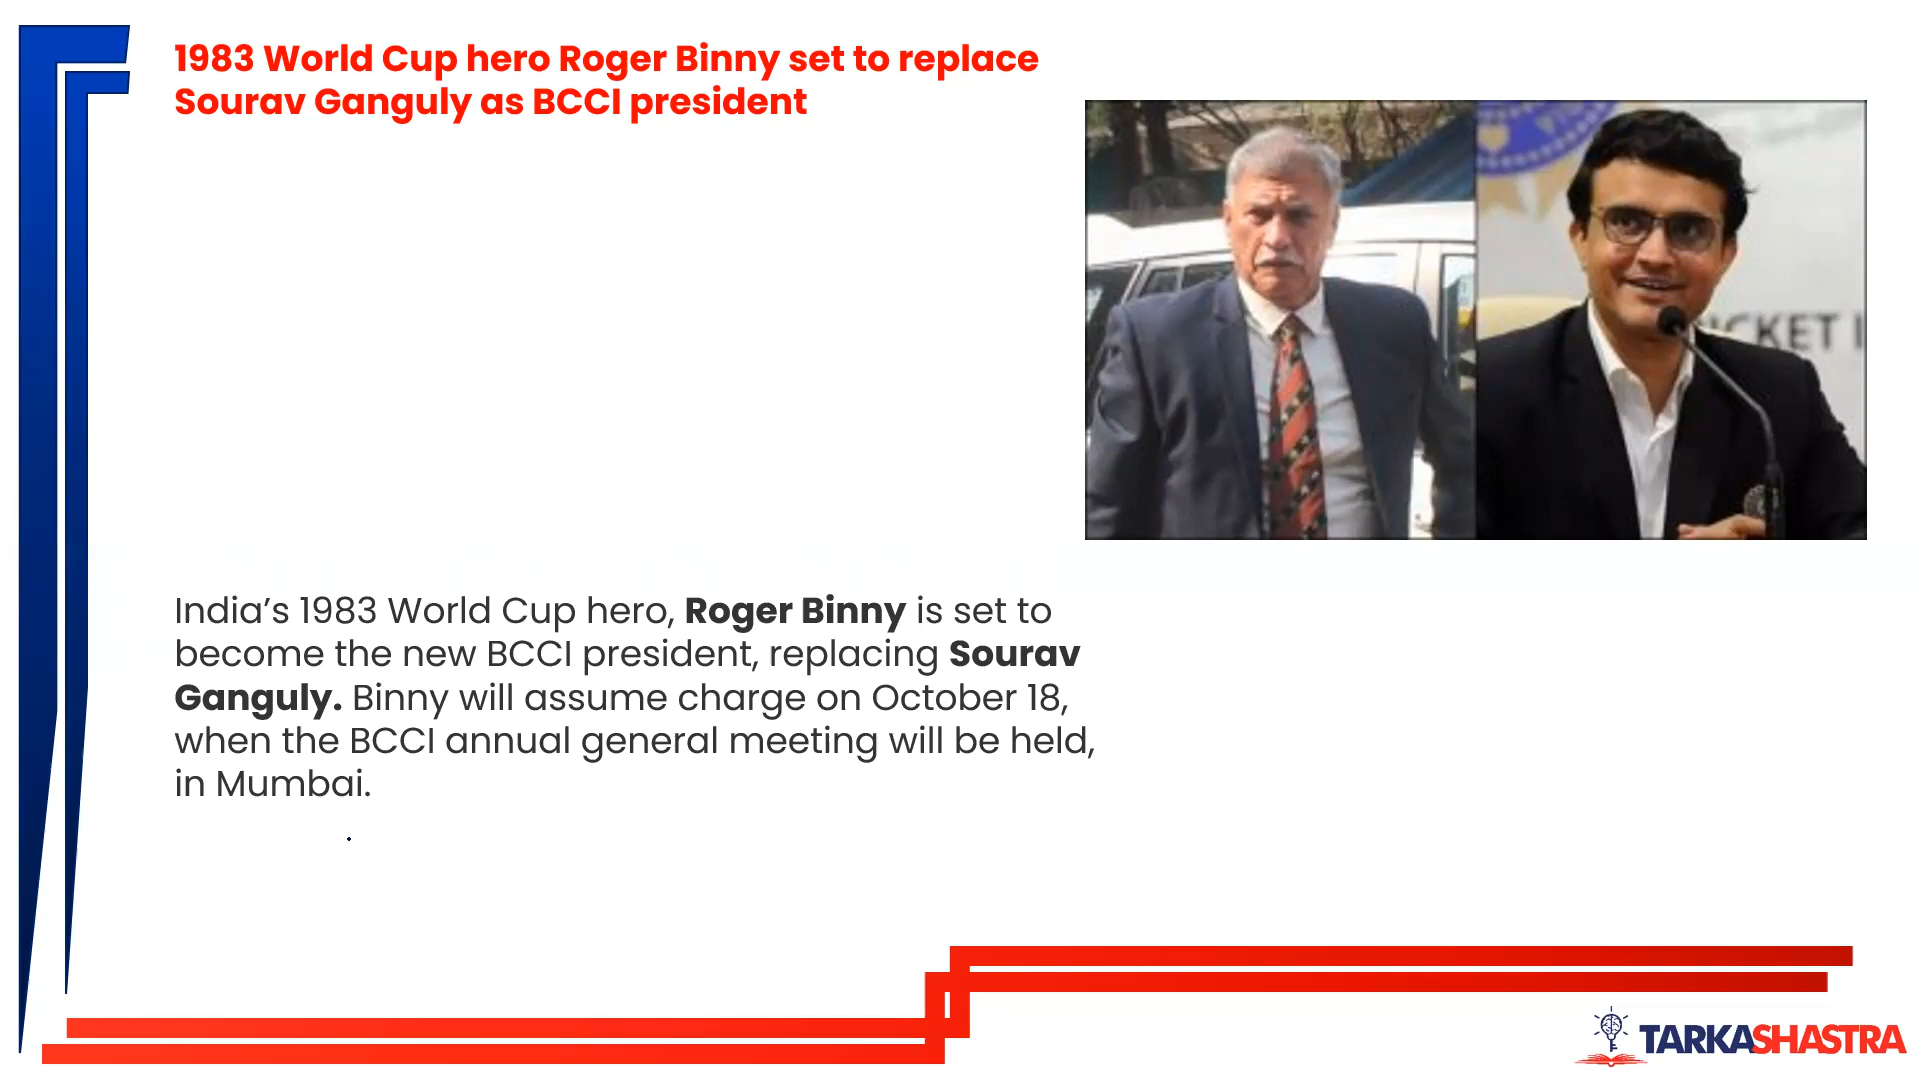 1983 World Cup hero Roger Binny set to replace
Sourav Ganguly as BCCI president
CKET I
India’s 1983 World Cup hero, Roger Binny is set to
become the new BCCI president, replacing Sourav
Ganguly. Binny will assume charge on October 18,
when the BCCI annual general meeting will be held,
in Mumbai.
.
TARKASHASTRA